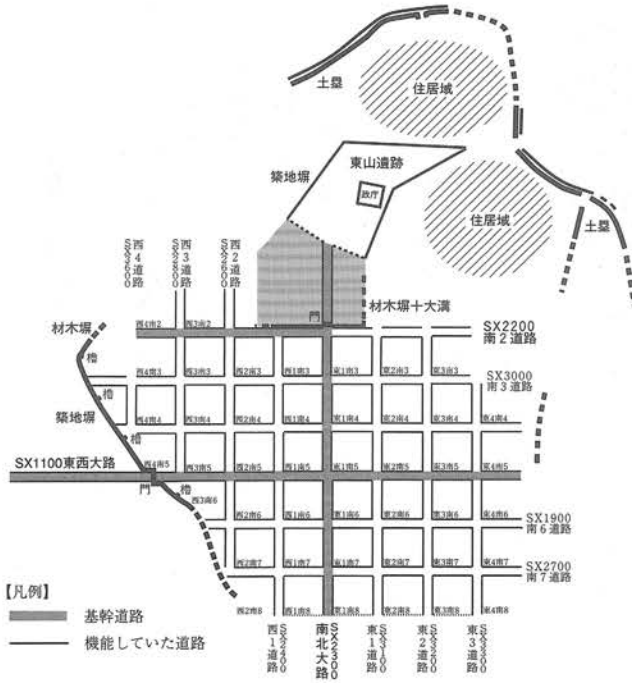 土塁
住居域
東山遺跡
築地塀
政庁
住居域
土塁
西4道路
SX3600
西3道路
SX2800
西2道路
SX2600
材木塀十大溝
門
材木塀
西4南2
西3南2
SX2200
南2道路
櫓
西4南3
西3南3
西2南3
西1南3
東1南3
東2南3
東3南3
SX3000
南3道路
櫓
築地塀
西4南4
西3南4
西2南4
西1南4
東1南4
東2南4
東3南4
東4南4
櫓
SX1100東西大路
西4南5
西3南5
西2南5
西1南5
東1南5
東2南5
東3南5
東4南5
門
櫓
西3南6
西2南6
西1南6
東1南6
東2南6
東3南6
東4南6
SX1900
南6道路
西2南7
西1南7
東1南7
東2南7
東3南7
東4南7
SX2700
南7道路
西2南8
西1南8
東1南8
東2南8
東3南8
東4南8
【凡例】
基幹道路
機能していた道路
SX2400
西1道路
SX2300
南北大路
SX3100
東1道路
SX3200
東2道路
SX3300
東3道路